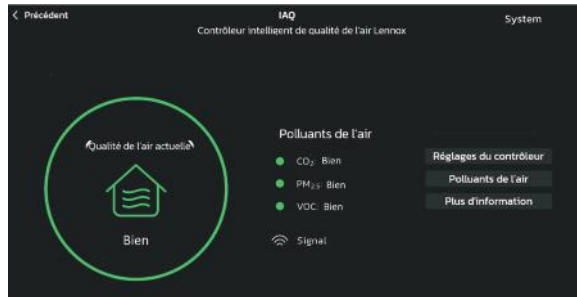 Précédent
IAQ
System
Contrôleur intelligent de qualité de l'air Lennox
Qualité de l'air actuelle
Bien
Polluants de l'air
CO₂: Bien
PM₂.₅: Bien
VOC: Bien
Signal
Réglages du contrôleur
Polluants de l'air
Plus d'information